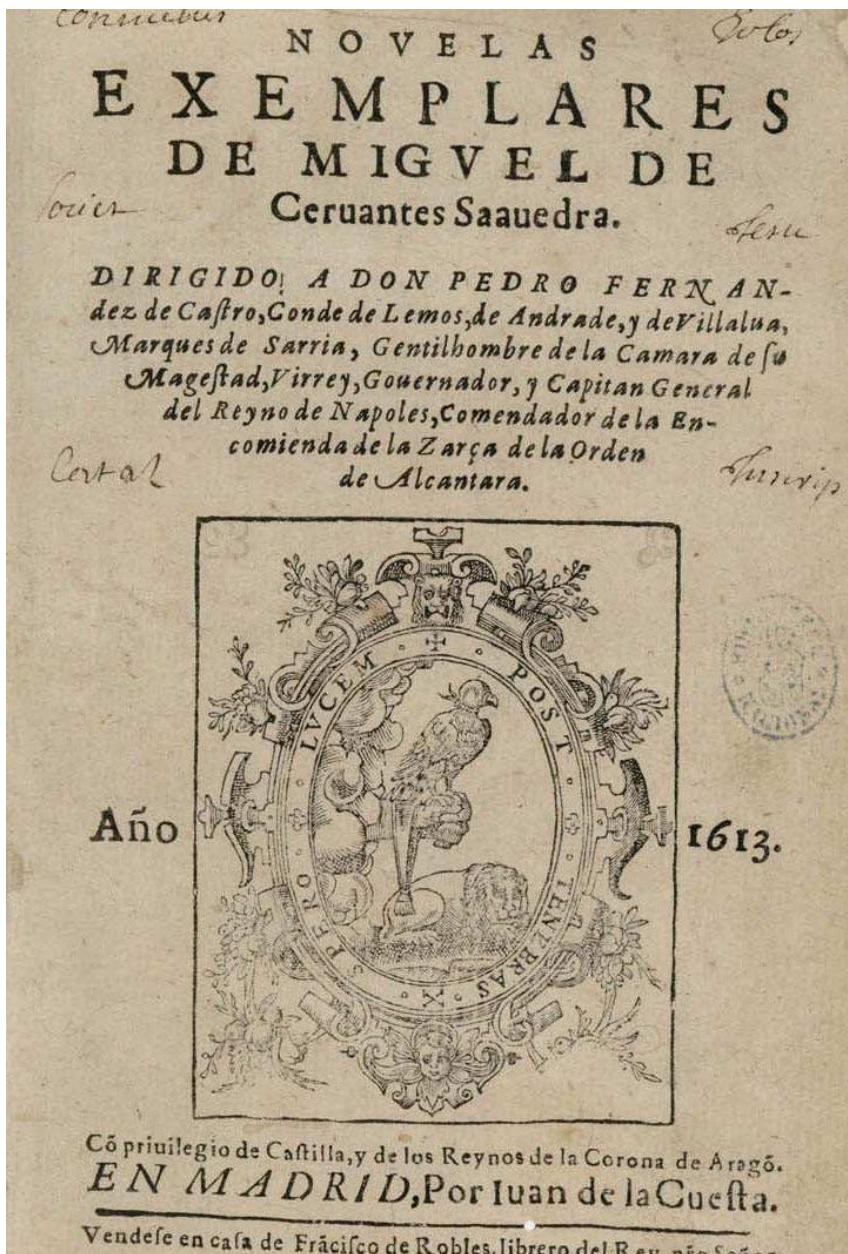 NOVELAS
EXEMPLARES
DE MIGVEL DE
Ceruantes Saauedra.
DIRIGIDO A DON PEDRO FERNAN-
dez de Caſtro, Conde de Lemos, de Andrade, y de Villalua,
Marques de Sarria, Gentilhombre de la Camara de ſu
Mageſtad, Virrey, Gouernador, y Capitan General
del Reyno de Napoles, Comendador de la En-
comienda de la Zarça de la Orden
de Alcantara.
POST TENEBRAS SPERO LVCEM
Año 1613.
Cõ priuilegio de Caſtilla, y de los Reynos de la Corona de Aragõ.
EN MADRID, Por Iuan de la Cueſta.
Vendeſe en caſa de Frãciſco de Robles, librero del Rey